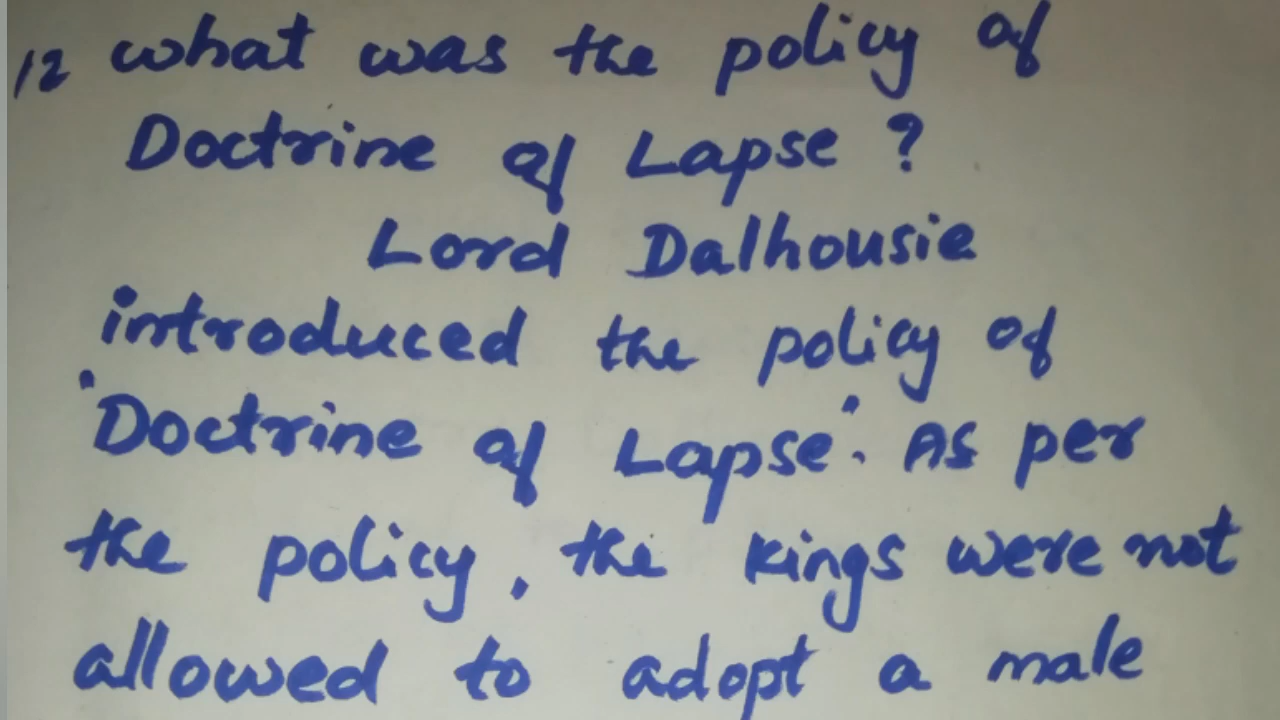 12 what was the policy of
Doctrine of Lapse ?
Lord Dalhousie
introduced the policy of
'Doctrine of Lapse'. As per
the policy, the kings were not
allowed to adopt a male